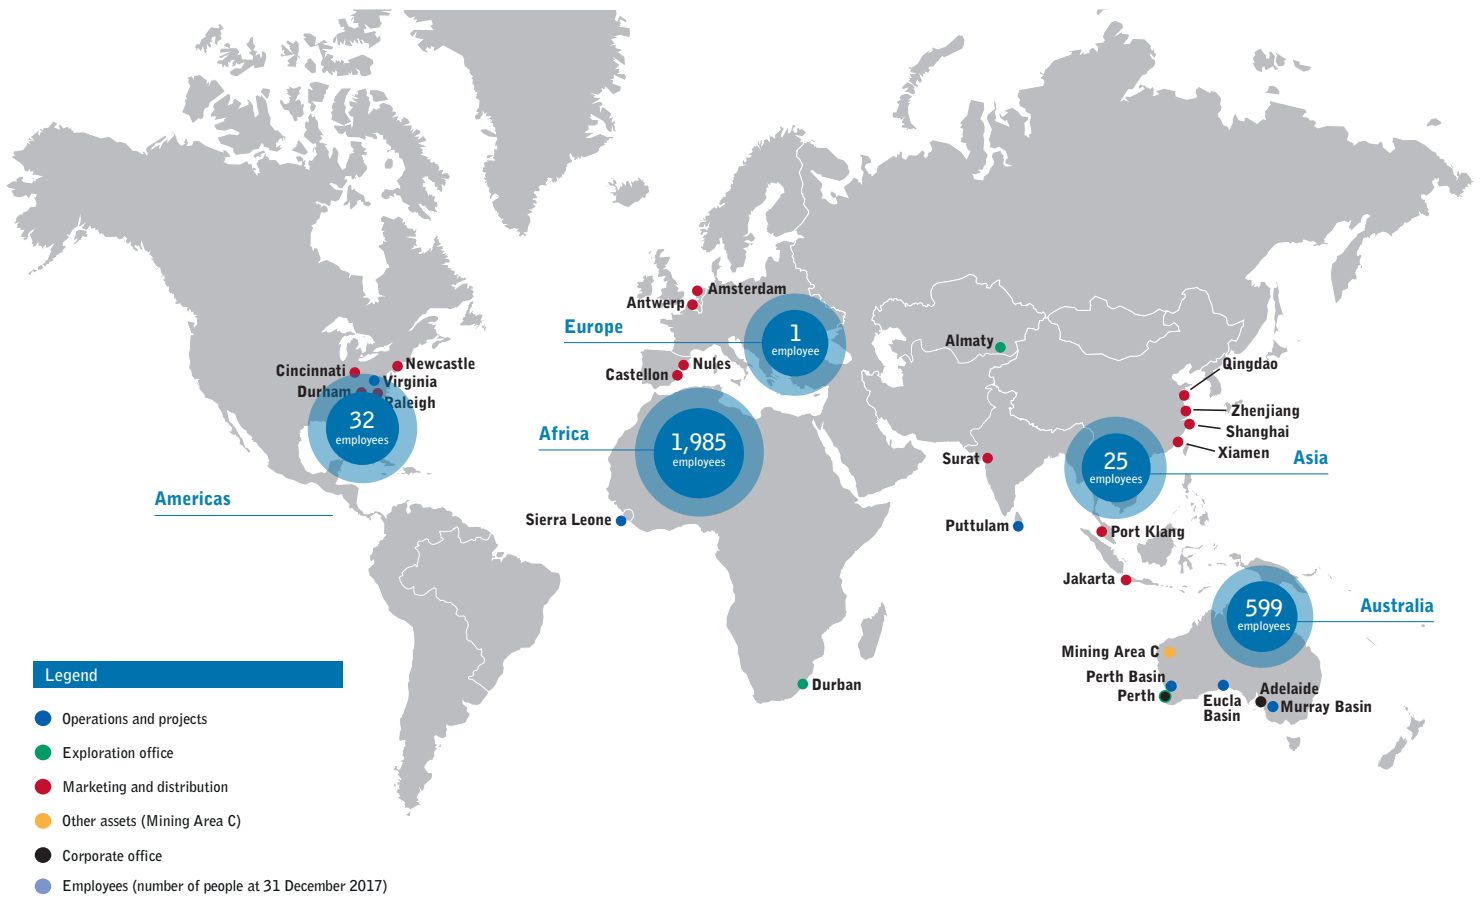 Amsterdam
Antwerp
Europe
1
employee
Nules
Castellon
Almaty
Cincinnati
Newcastle
Virginia
Durham
Raleigh
32
employees
Americas
Africa
1,985
employees
Sierra Leone
Durban
Qingdao
Zhenjiang
Shanghai
Xiamen
Asia
25
employees
Surat
Puttulam
Port Klang
Jakarta
599
employees
Australia
Mining Area C
Perth Basin
Perth
Eucla
Basin
Adelaide
Murray Basin
Legend
Operations and projects
Exploration office
Marketing and distribution
Other assets (Mining Area C)
Corporate office
Employees (number of people at 31 December 2017)